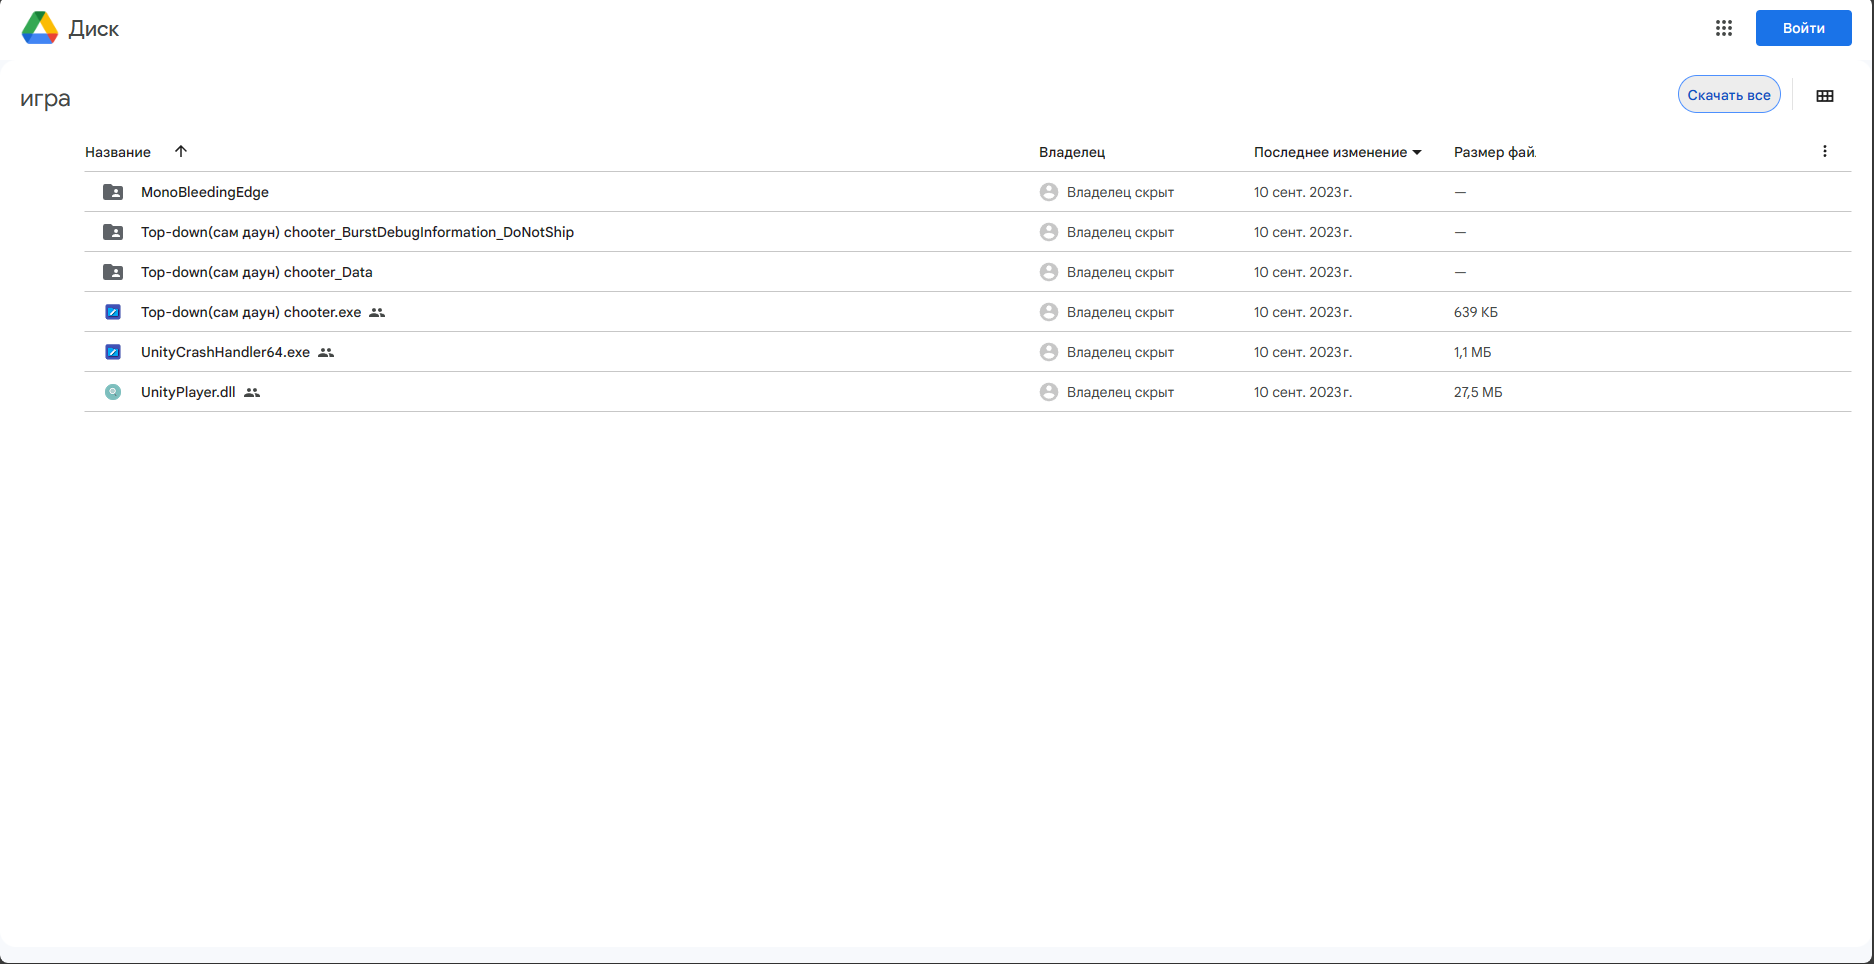 Диск
Войти
игра
Скачать все
Название Владелец Последнее изменение Размер фай
MonoBleedingEdge Владелец скрыт 10 сент. 2023 г. —
Top-down(сам даун) chooter_BurstDebugInformation_DoNotShip Владелец скрыт 10 сент. 2023 г. —
Top-down(сам даун) chooter_Data Владелец скрыт 10 сент. 2023 г. —
Top-down(сам даун) chooter.exe Владелец скрыт 10 сент. 2023 г. 639 КБ
UnityCrashHandler64.exe Владелец скрыт 10 сент. 2023 г. 1,1 МБ
UnityPlayer.dll Владелец скрыт 10 сент. 2023 г. 27,5 МБ